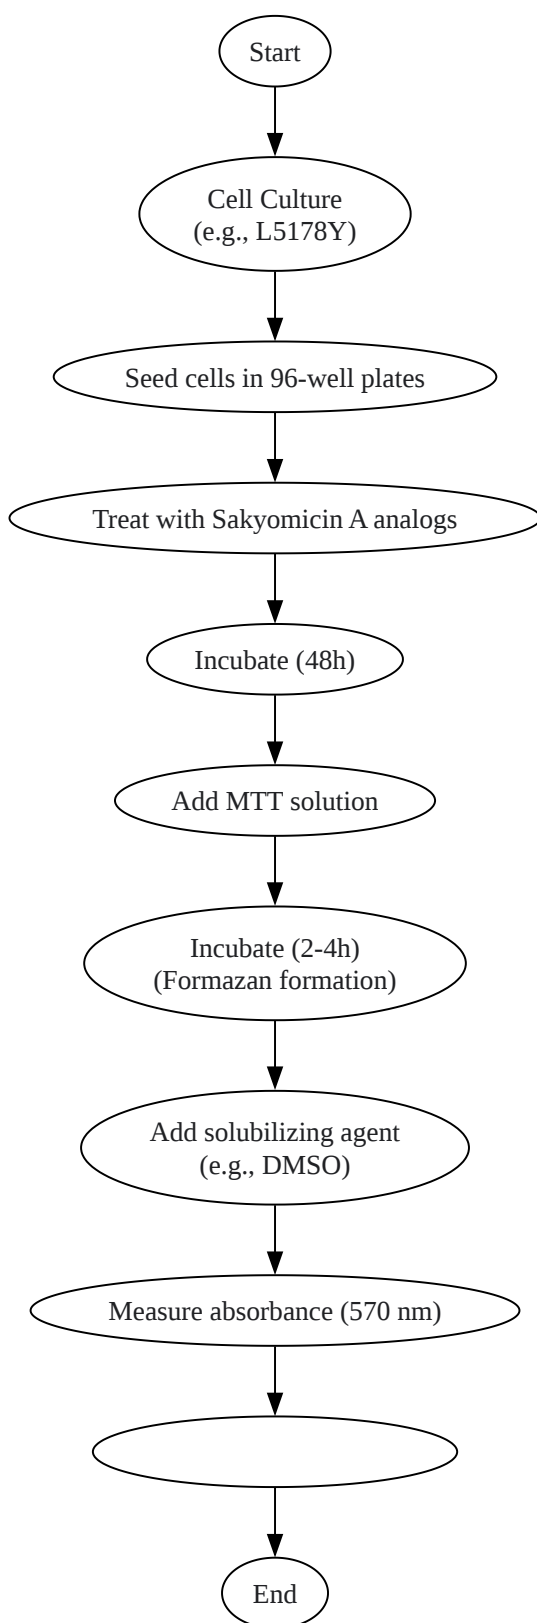 Start
Cell Culture
(e.g., L5178Y)
Seed cells in 96-well plates
Treat with Sakyomicin A analogs
Incubate (48h)
Add MTT solution
Incubate (2-4h)
(Formazan formation)
Add solubilizing agent
(e.g., DMSO)
Measure absorbance (570 nm)
End